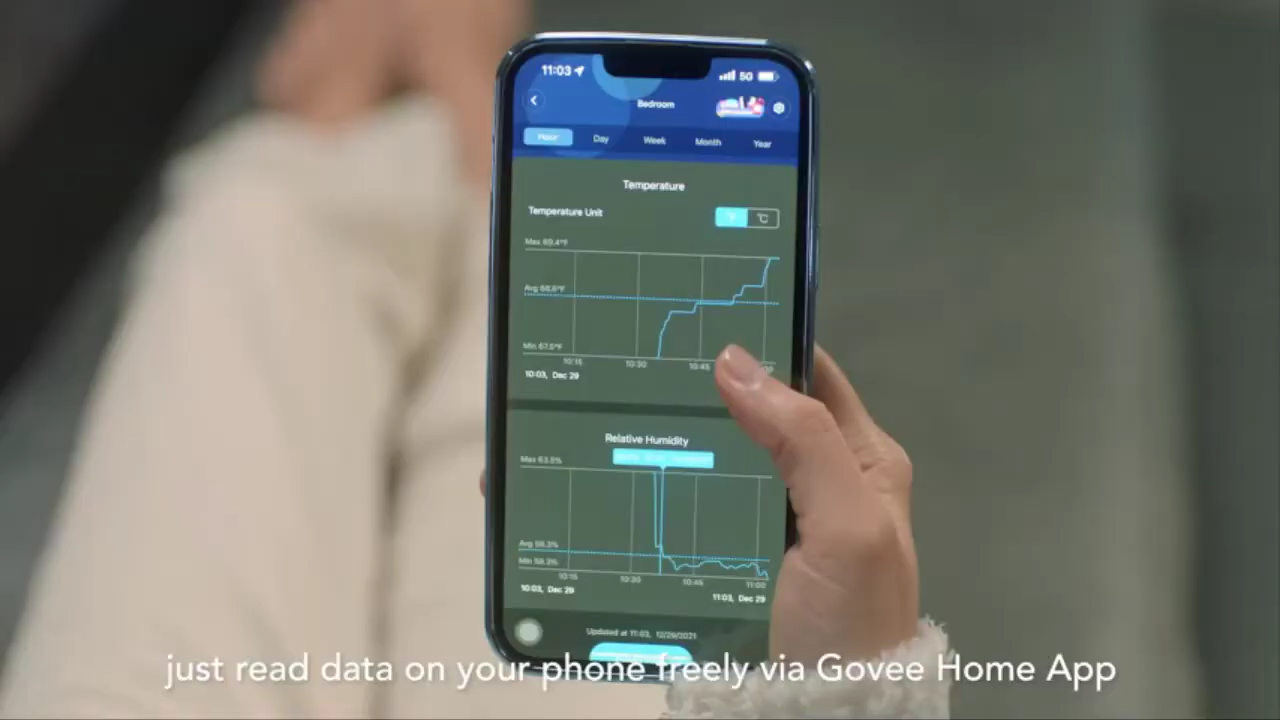 11:03
5G
Bedroom
Hour Day Week Month Year
Temperature
Temperature Unit
°F °C
Max 69.4°F
Avg 68.6°F
Min 67.5°F
10:15 10:30 10:45
10:03, Dec 29
Relative Humidity
Max 63.5%
Avg 59.3%
Min 59.2%
10:15 10:30 10:45 11:00
10:03, Dec 29 11:03, Dec 29
Updated at 11:03, 12/29/2021
just read data on your phone freely via Govee Home App